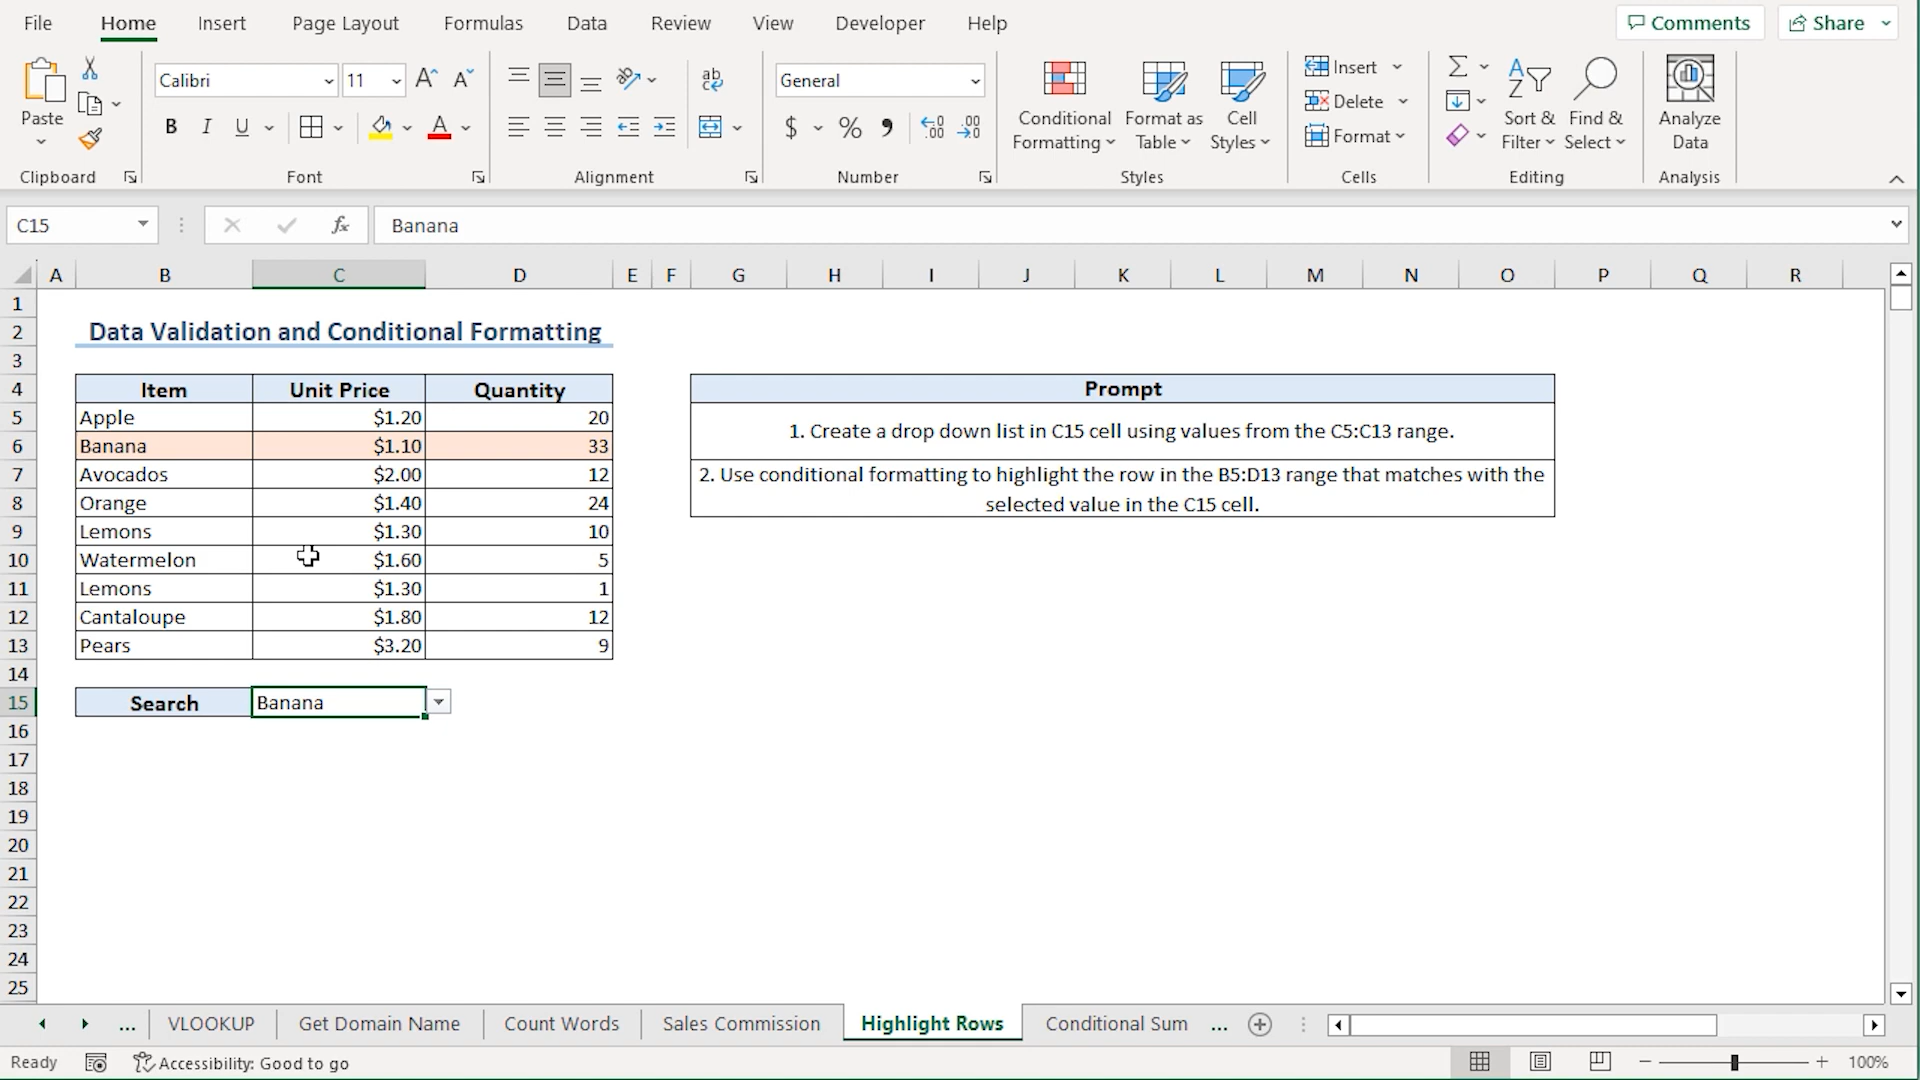 File Home Insert Page Layout Formulas Data Review View Developer Help Comments Share
Calibri 11 A^ A˅ ab General Insert
Paste Conditional Format as Cell Delete Sort & Find & Analyze
B I U A $ % 9 .00 Formatting Table Styles Format Filter Select Data
Clipboard Font Alignment Number Styles Cells Editing Analysis
C15 fx Banana
A B C D E F G H I J K L M N O P Q R
1
2 Data Validation and Conditional Formatting
3
4 Item Unit Price Quantity Prompt
5 Apple $1.20 20
1. Create a drop down list in C15 cell using values from the C5:C13 range.
6 Banana $1.10 33
7 Avocados $2.00 12 2. Use conditional formatting to highlight the row in the B5:D13 range that matches with the
8 Orange $1.40 24 selected value in the C15 cell.
9 Lemons $1.30 10
10 Watermelon $1.60 5
11 Lemons $1.30 1
12 Cantaloupe $1.80 12
13 Pears $3.20 9
14
15 Search Banana
16
17
18
19
20
21
22
23
24
25
... VLOOKUP Get Domain Name Count Words Sales Commission Highlight Rows Conditional Sum ...
Ready Accessibility: Good to go 100%